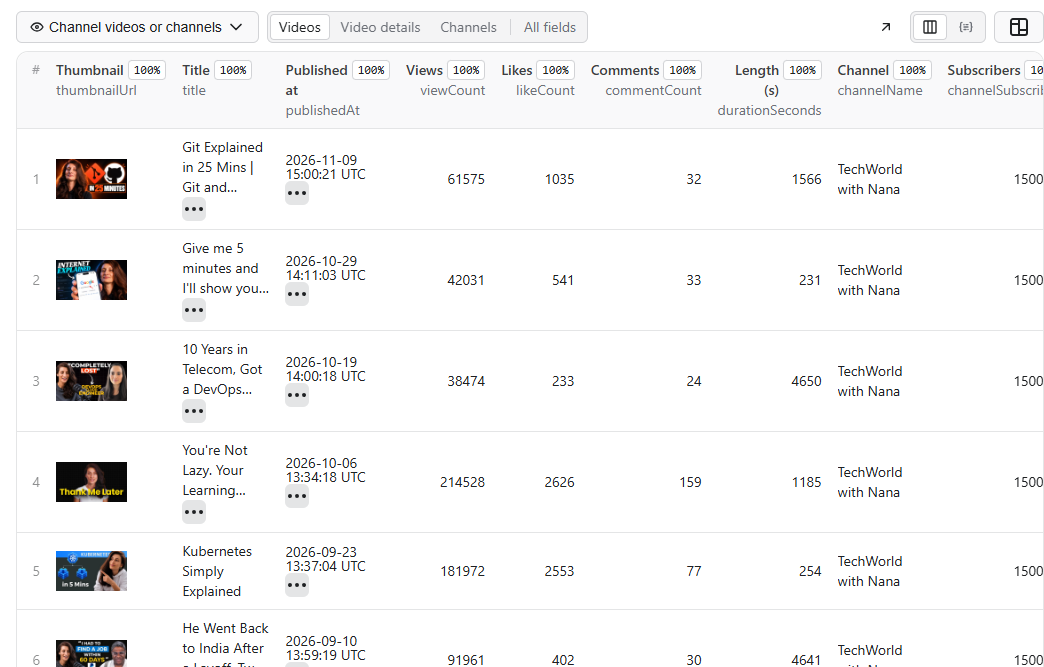 Channel videos or channels
Videos Video details Channels All fields
# Thumbnail 100% Title 100% Published 100% Views 100% Likes 100% Comments 100% Length 100% Channel 100% Subscribers
at (s)
thumbnailUrl title publishedAt viewCount likeCount commentCount durationSeconds channelName
1
IN 25 MINUTES
Git Explained
in 25 Mins |
Git and...
2026-11-09
15:00:21 UTC
61575 1035 32 1566
TechWorld
with Nana
1500
2
INTERNET
EXPLAINED
Give me 5
minutes and
I'll show you...
2026-10-29
14:11:03 UTC
42031 541 33 231
TechWorld
with Nana
1500
3
"COMPLETELY
LOST"
DEVOPS
ENGINEER
10 Years in
Telecom, Got
a DevOps...
2026-10-19
14:00:18 UTC
38474 233 24 4650
TechWorld
with Nana
1500
4
Thank Me Later
You're Not
Lazy. Your
Learning...
2026-10-06
13:34:18 UTC
214528 2626 159 1185
TechWorld
with Nana
1500
5
KUBERNETES
in 5 Mins
Kubernetes
Simply
Explained
2026-09-23
13:37:04 UTC
181972 2553 77 254
TechWorld
with Nana
1500
6
"I HAD TO
FIND A JOB
WITHIN
60 DAYS"
He Went Back
to India After
2026-09-10
13:59:19 UTC
91961 402 30 4641
TechWorld
with Nana
1500